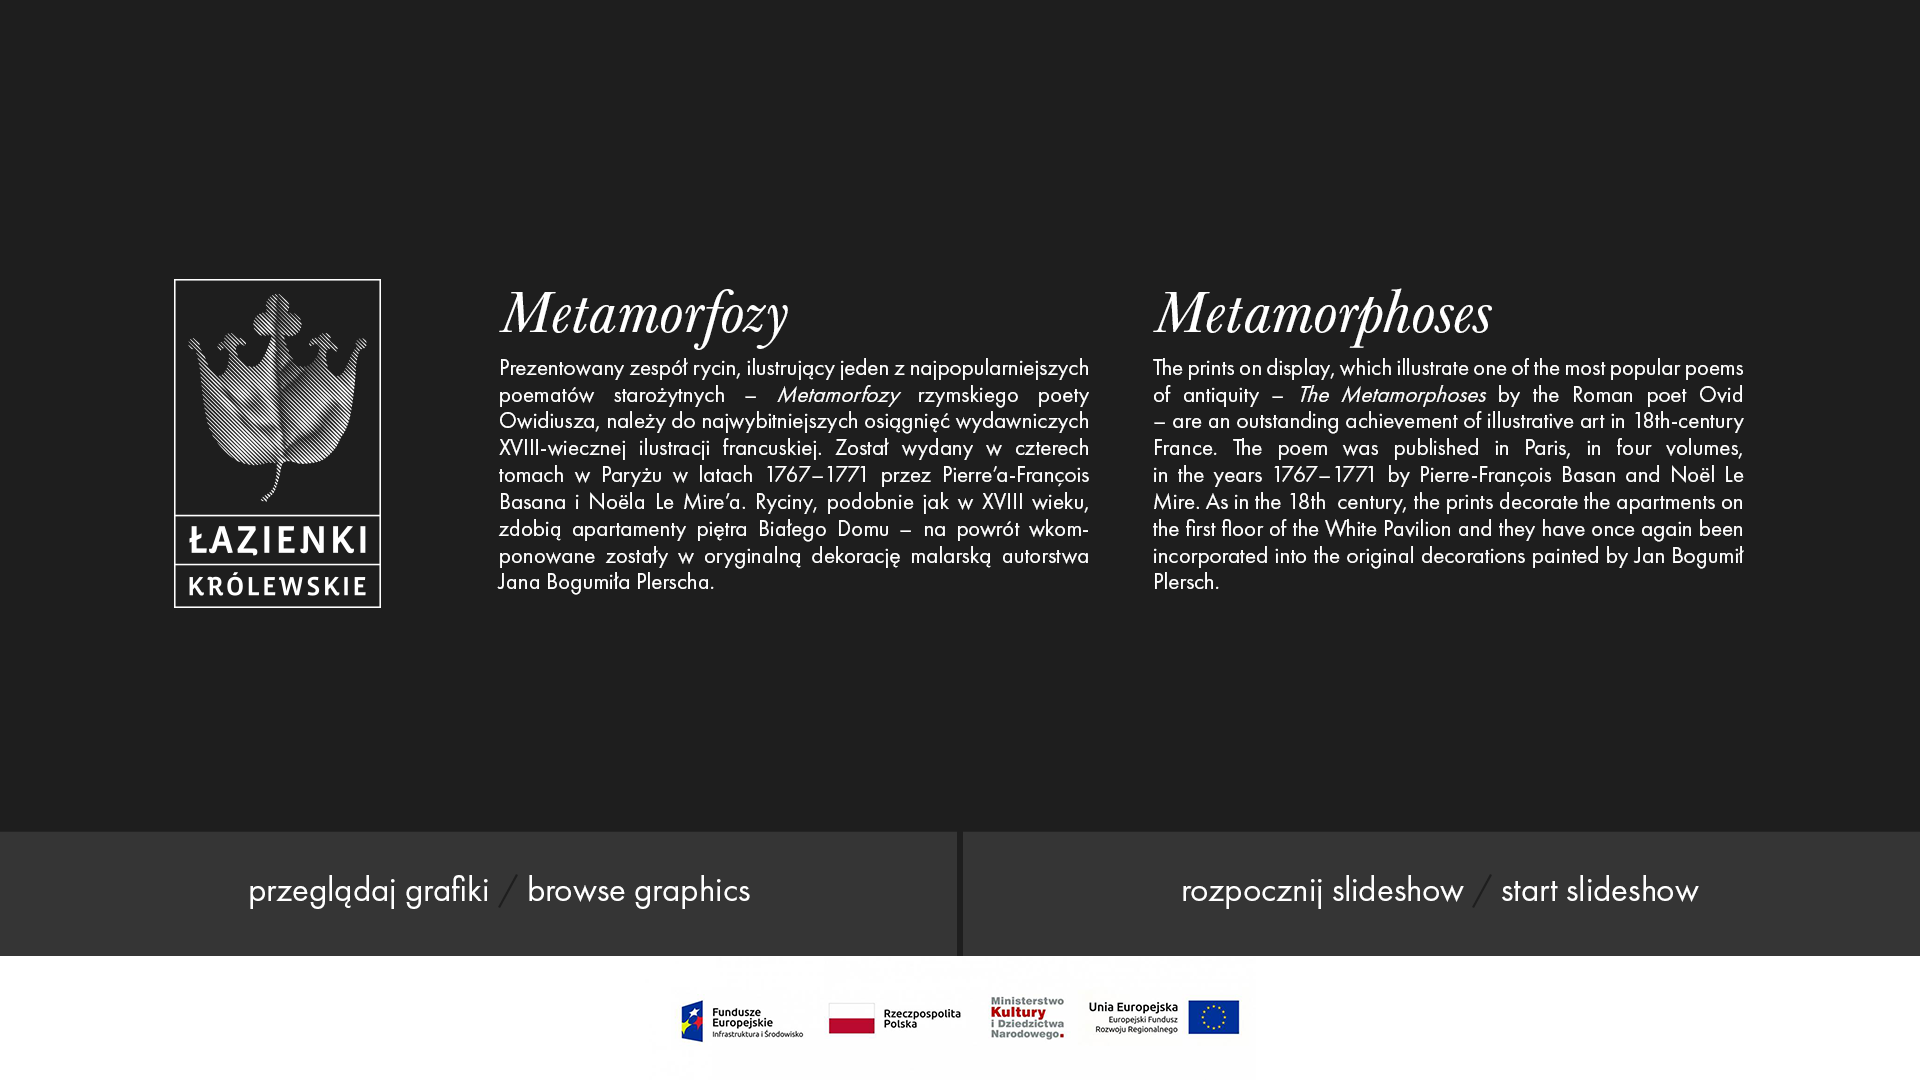 ŁAZIENKI
KRÓLEWSKIE
Metamorfozy
Prezentowany zespół rycin, ilustrujący jeden z najpopularniejszych
poematów starożytnych – Metamorfozy rzymskiego poety
Owidiusza, należy do najwybitniejszych osiągnięć wydawniczych
XVIII-wiecznej ilustracji francuskiej. Został wydany w czterech
tomach w Paryżu w latach 1767–1771 przez Pierre’a-François
Basana i Noëla Le Mire’a. Ryciny, podobnie jak w XVIII wieku,
zdobią apartamenty piętra Białego Domu – na powrót wkom-
ponowane zostały w oryginalną dekorację malarską autorstwa
Jana Bogumiła Plerscha.
Metamorphoses
The prints on display, which illustrate one of the most popular poems
of antiquity – The Metamorphoses by the Roman poet Ovid
– are an outstanding achievement of illustrative art in 18th-century
France. The poem was published in Paris, in four volumes,
in the years 1767–1771 by Pierre-François Basan and Noël Le
Mire. As in the 18th century, the prints decorate the apartments on
the first floor of the White Pavilion and they have once again been
incorporated into the original decorations painted by Jan Bogumił
Plersch.
przeglądaj grafiki / browse graphics
rozpocznij slideshow / start slideshow
Fundusze
Europejskie
Infrastruktura i Środowisko
Rzeczpospolita
Polska
Ministerstwo
Kultury
i Dziedzictwa
Narodowego.
Unia Europejska
Europejski Fundusz
Rozwoju Regionalnego